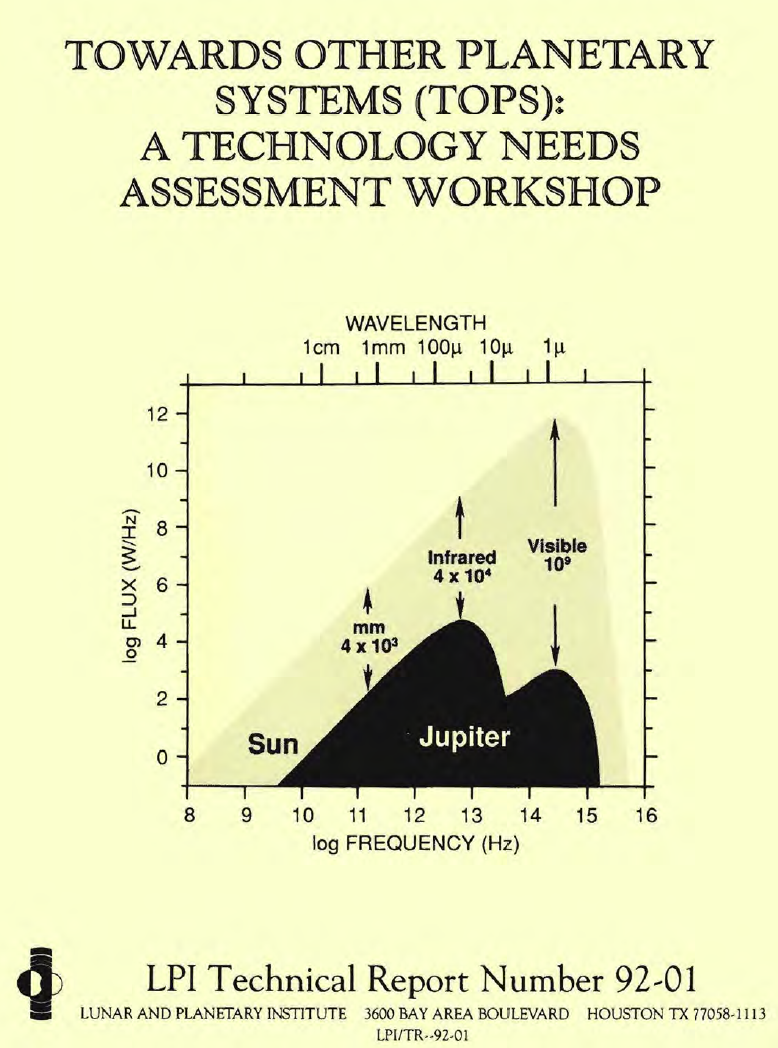 TOWARDS OTHER PLANETARY
SYSTEMS (TOPS):
A TECHNOLOGY NEEDS
ASSESSMENT WORKSHOP
WAVELENGTH
1cm 1mm 100μ 10μ 1μ
12
10
8
6
4
2
0
log FLUX (W/Hz)
Visible
10⁹
Infrared
4 x 10⁴
mm
4 x 10³
Sun
Jupiter
8 9 10 11 12 13 14 15 16
log FREQUENCY (Hz)
LPI Technical Report Number 92-01
LUNAR AND PLANETARY INSTITUTE 3600 BAY AREA BOULEVARD HOUSTON TX 77058-1113
LPI/TR--92-01